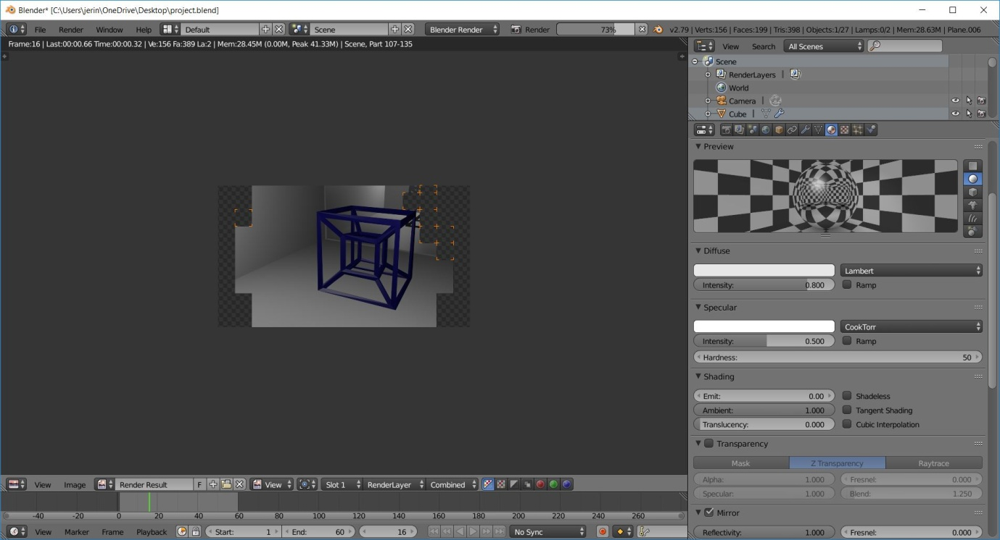 Blender* [C:\Users\jerin\OneDrive\Desktop\project.blend]
File Render Window Help Default Scene Blender Render Render 73% v2.79 | Verts:156 | Faces:199 | Tris:398 | Objects:1/27 | Lamps:0/2 | Mem:28.63M | Plane.006
Frame:16 | Last:00:00.66 Time:00:00.32 | Ve:156 Fa:389 La:2 | Mem:28.45M (0.00M, Peak 41.33M) | Scene, Part 107-135
View Search All Scenes
Scene
RenderLayers |
World
Camera |
Cube |
Preview
Diffuse
Lambert
Intensity: 0.800 Ramp
Specular
CookTorr
Intensity: 0.500 Ramp
Hardness: 50
Shading
Emit: 0.00 Shadeless
Ambient: 1.000 Tangent Shading
Translucency: 0.000 Cubic Interpolation
Transparency
Mask Z Transparency Raytrace
Alpha: 1.000 Fresnel: 0.000
Specular: 1.000 Blend: 1.250
Mirror
Reflectivity: 1.000 Fresnel: 0.000
View Image Render Result F View Slot 1 RenderLayer Combined
-40 -20 0 20 40 60 80 100 120 140 160 180 200 220 240 260
View Marker Frame Playback Start: 1 End: 60 16 No Sync